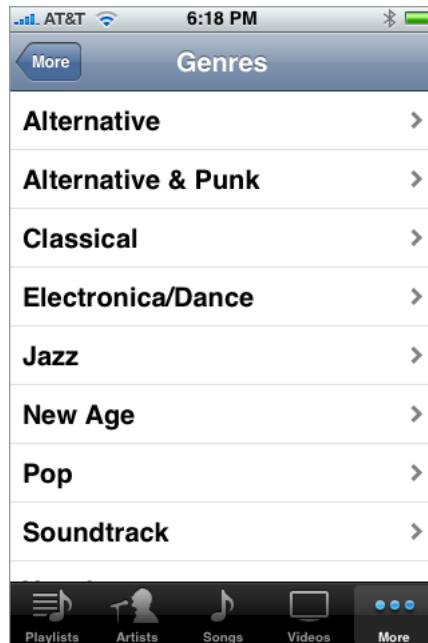 AT&T 6:18 PM
More Genres
Alternative
Alternative & Punk
Classical
Electronica/Dance
Jazz
New Age
Pop
Soundtrack
Playlists Artists Songs Videos More